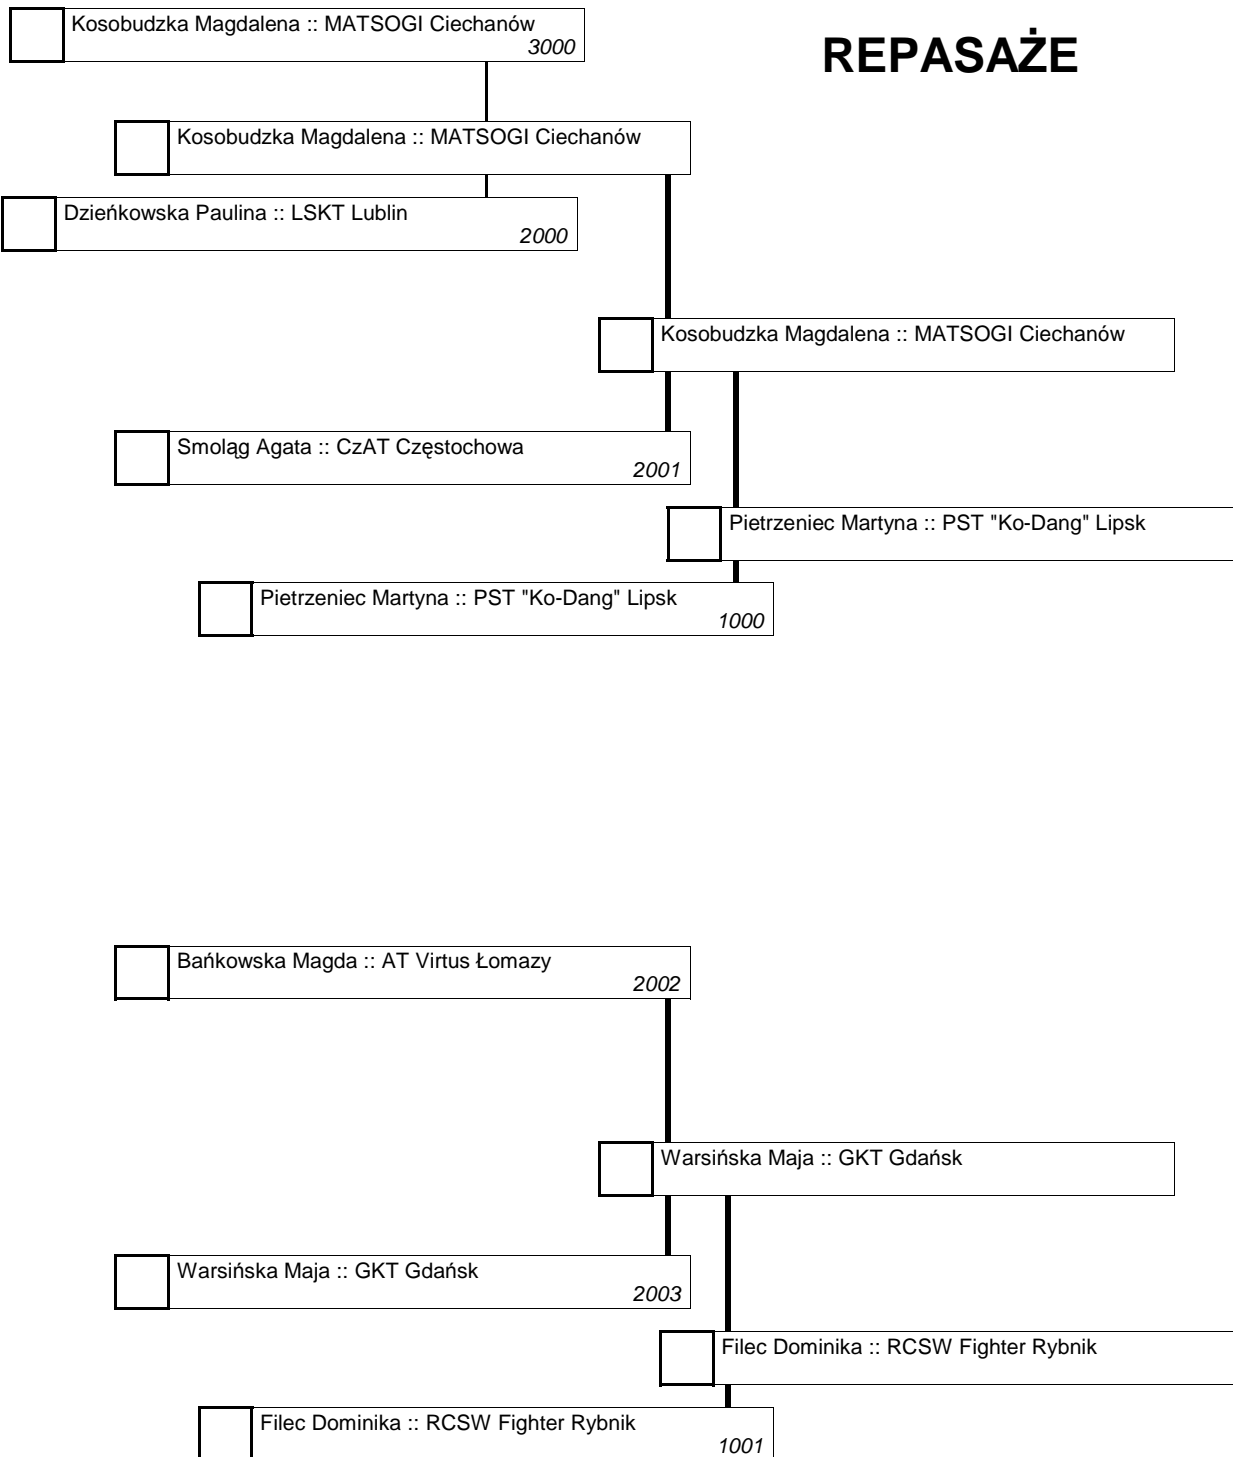 Kosobudzka Magdalena :: MATSOGI Ciechanów
3000
REPASAŻE
Kosobudzka Magdalena :: MATSOGI Ciechanów
Dzieńkowska Paulina :: LSKT Lublin
2000
Kosobudzka Magdalena :: MATSOGI Ciechanów
Smoląg Agata :: CzAT Częstochowa
2001
Pietrzeniec Martyna :: PST "Ko-Dang" Lipsk
Pietrzeniec Martyna :: PST "Ko-Dang" Lipsk
1000
Bańkowska Magda :: AT Virtus Łomazy
2002
Warsińska Maja :: GKT Gdańsk
Warsińska Maja :: GKT Gdańsk
2003
Filec Dominika :: RCSW Fighter Rybnik
Filec Dominika :: RCSW Fighter Rybnik
1001